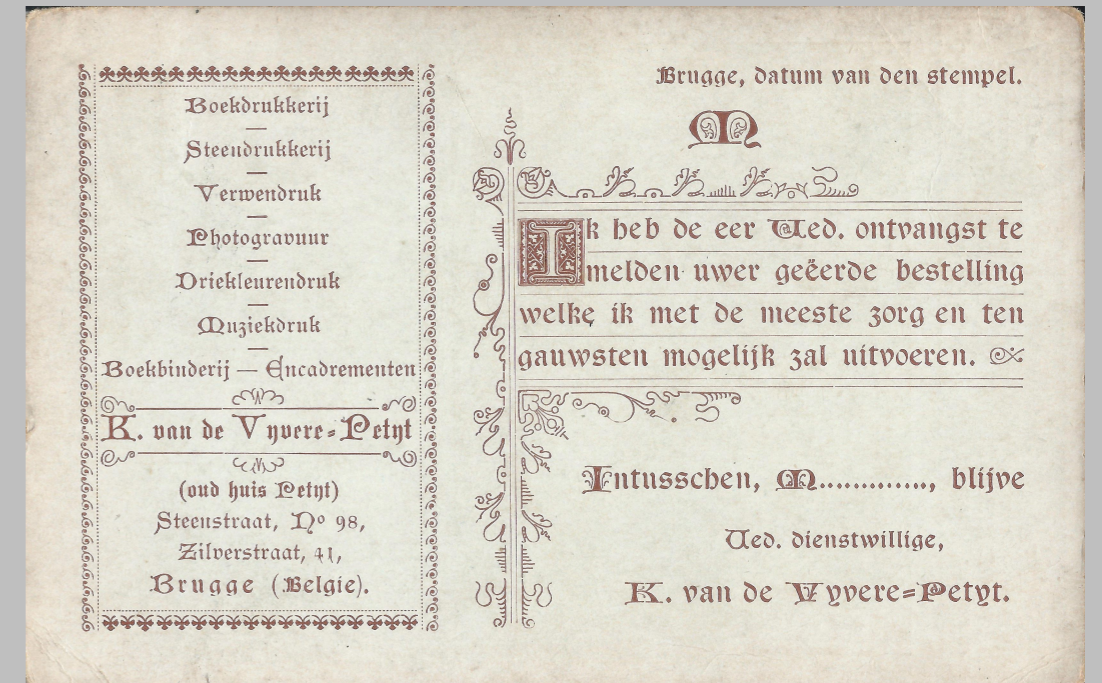 Boekdrukkerij
Steendrukkerij
Verwendruk
Photogravuur
Driekleurendruk
Muziekdruk
Boekbinderij — Encadrementen
K. van de Vyvere-Petyt
(oud huis Petyt)
Steenstraat, Nº 98,
Zilverstraat, 41,
Brugge (Belgie).
Brugge, datum van den stempel.
M
Ik heb de eer Ued. ontvangst te
melden uwer geëerde bestelling
welke ik met de meeste zorg en ten
gauwsten mogelijk zal uitvoeren.
Intusschen, M............., blijve
Ued. dienstwillige,
K. van de Vyvere-Petyt.